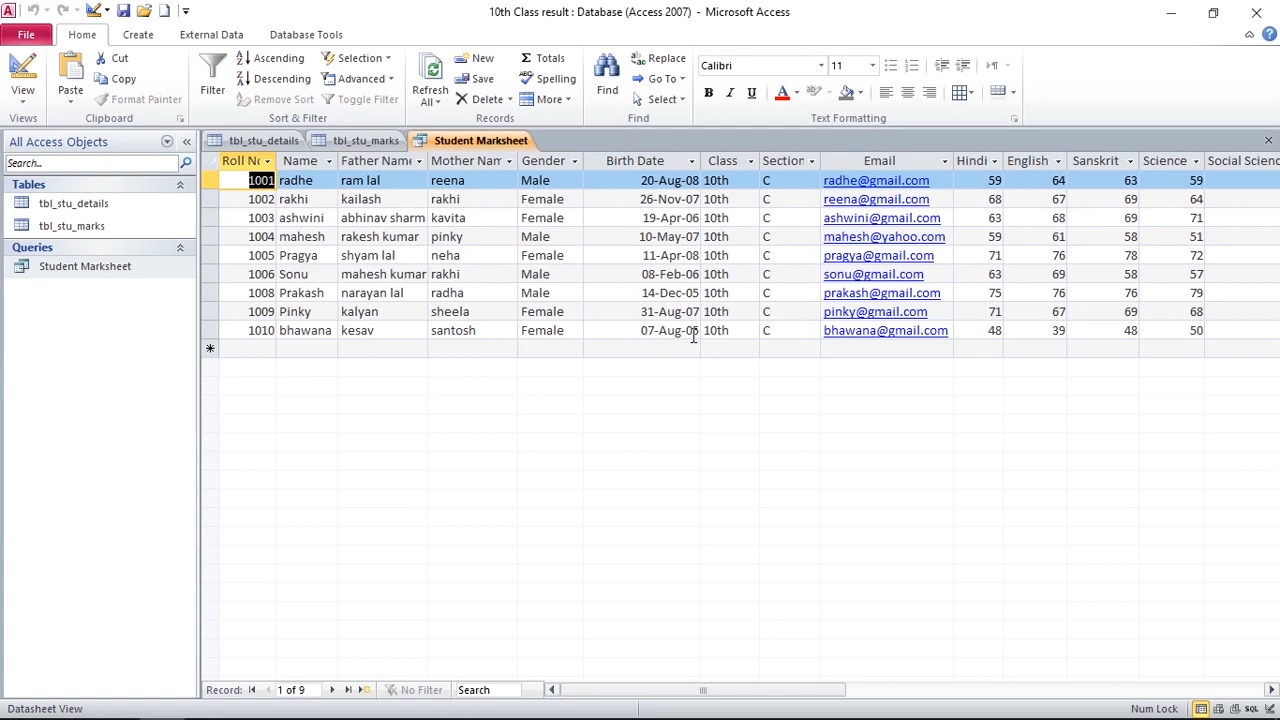 10th Class result : Database (Access 2007) - Microsoft Access
File Home Create External Data Database Tools
View
Views
Paste
Cut
Copy
Format Painter
Clipboard
Filter
Ascending
Descending
Remove Sort
Selection
Advanced
Toggle Filter
Sort & Filter
Refresh All
New
Save
Delete
Totals
Spelling
More
Records
Find
Replace
Go To
Select
Find
Calibri 11
B I U A
Text Formatting
All Access Objects
Search...
Tables
tbl_stu_details
tbl_stu_marks
Queries
Student Marksheet
tbl_stu_details tbl_stu_marks Student Marksheet
Roll No Name Father Name Mother Nam Gender Birth Date Class Section Email Hindi English Sanskrit Science Social Scienc
1001 radhe ram lal reena Male 20-Aug-08 10th C radhe@gmail.com 59 64 63 59
1002 rakhi kailash rakhi Female 26-Nov-07 10th C reena@gmail.com 68 67 69 64
1003 ashwini abhinav sharm kavita Female 19-Apr-06 10th C ashwini@gmail.com 63 68 69 71
1004 mahesh rakesh kumar pinky Male 10-May-07 10th C mahesh@yahoo.com 59 61 58 51
1005 Pragya shyam lal neha Female 11-Apr-08 10th C pragya@gmail.com 71 76 78 72
1006 Sonu mahesh kumar rakhi Male 08-Feb-06 10th C sonu@gmail.com 63 69 58 57
1008 Prakash narayan lal radha Male 14-Dec-05 10th C prakash@gmail.com 75 76 76 79
1009 Pinky kalyan sheela Female 31-Aug-07 10th C pinky@gmail.com 71 67 69 68
1010 bhawana kesav santosh Female 10th C bhawana@gmail.com 48 39 48 50
Record: 1 of 9 No Filter Search
Datasheet View Num Lock SQL